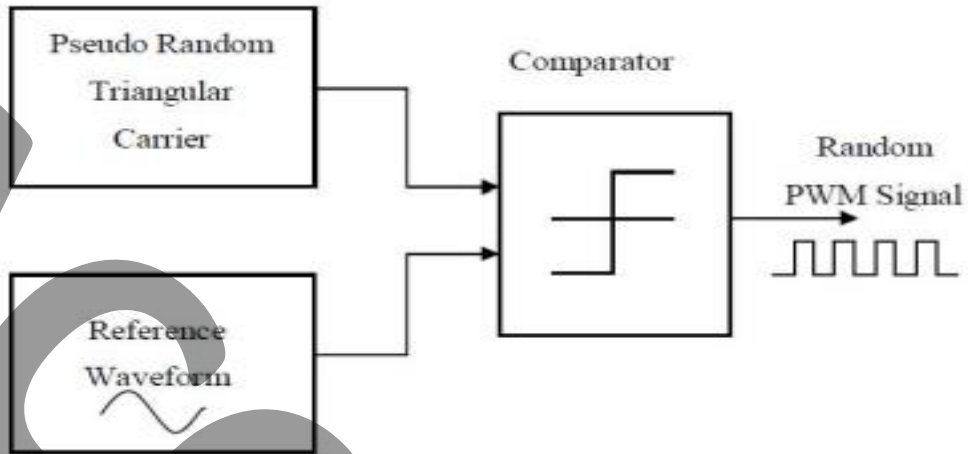 Pseudo Random
Triangular
Carrier
Comparator
Random
PWM Signal
Reference
Waveform